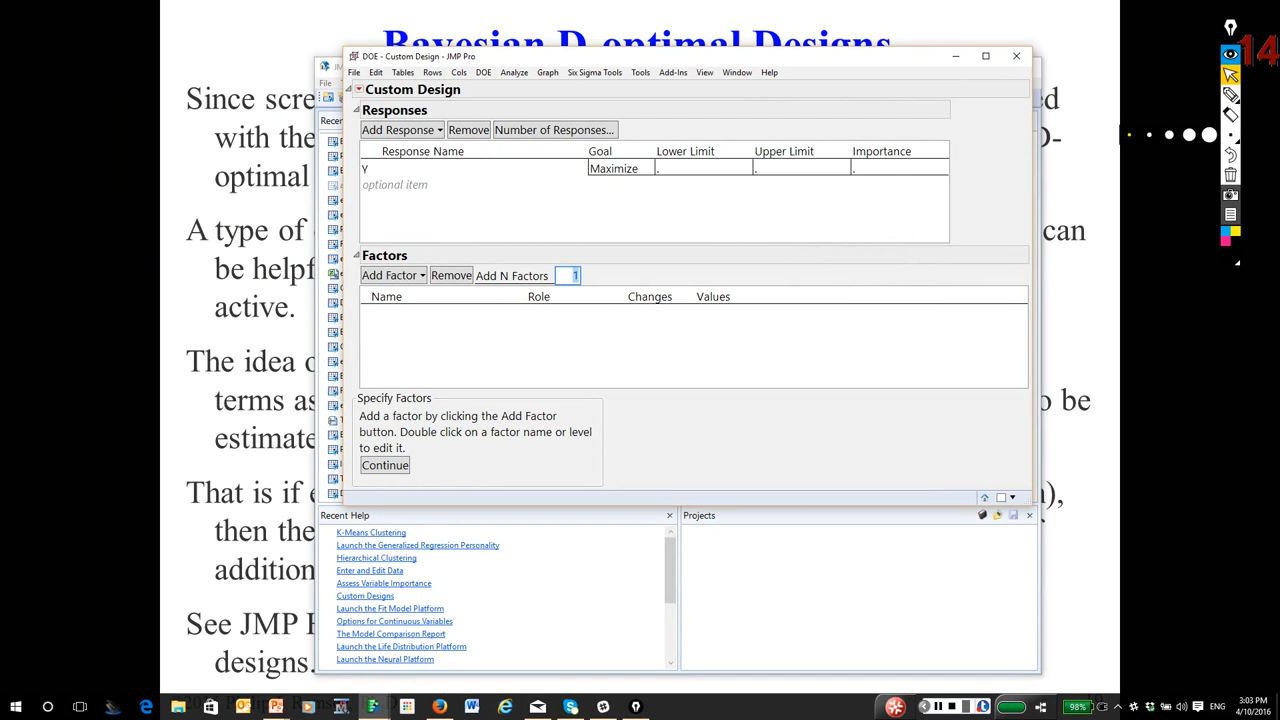 Bayesian D-optimal Designs
14
DOE - Custom Design - JMP Pro
File Edit Tables Rows Cols DOE Analyze Graph Six Sigma Tools Tools Add-Ins View Window Help
JM
File
Custom Design
Since scre
ed
Responses
Add Response Remove Number of Responses...
with the
D-
Response Name Goal Lower Limit Upper Limit Importance
Y Maximize . . .
optional item
optimal
A type of
can
Factors
be helpf
Add Factor Remove Add N Factors 1
Name Role Changes Values
active.
The idea o
Specify Factors
terms as
o be
Add a factor by clicking the Add Factor
button. Double click on a factor name or level
to edit it.
estimate
Continue
That is if e
),
Recent Help Projects
then the
K-Means Clustering
Launch the Generalized Regression Personality
Hierarchical Clustering
addition
Enter and Edit Data
Assess Variable Importance
Custom Designs
Launch the Fit Model Platform
See JMP H
Options for Continuous Variables
The Model Comparison Report
Launch the Life Distribution Platform
designs.
Launch the Neural Platform
98%
3:03 PM
4/10/2016